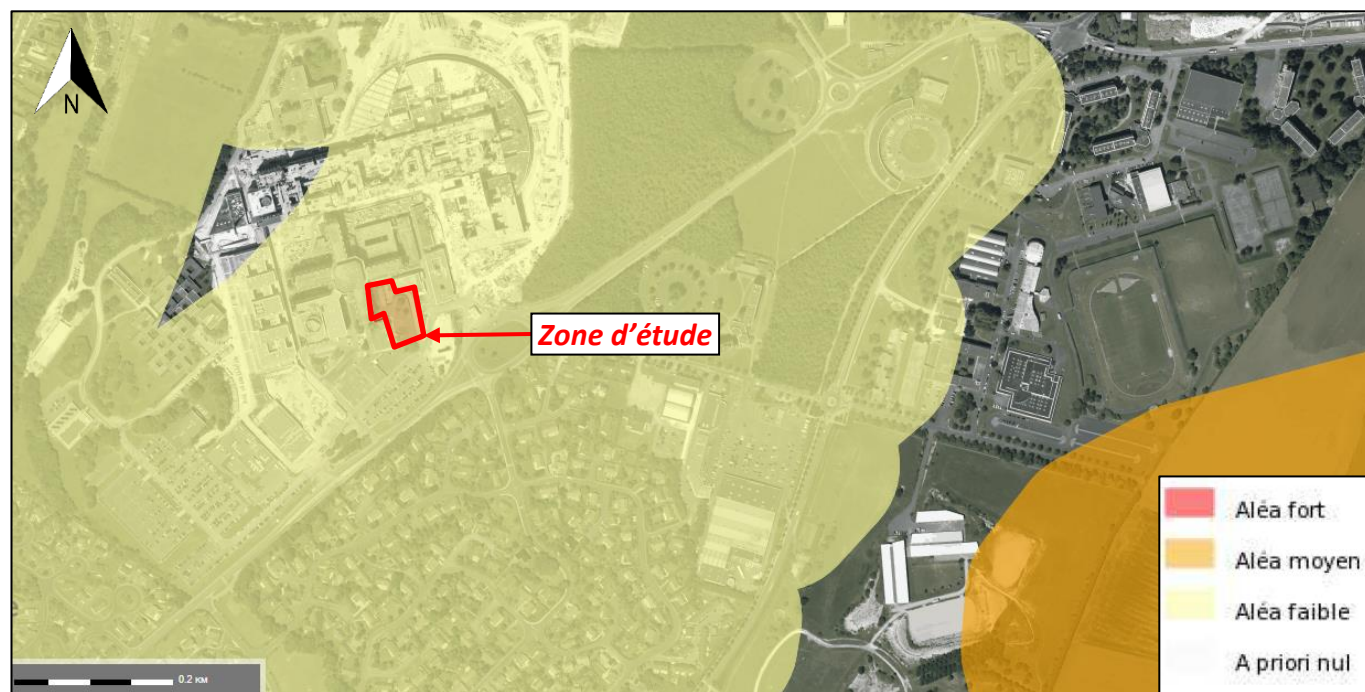 N
Zone d'étude
Aléa fort
Aléa moyen
Aléa faible
A priori nul
0.2 км